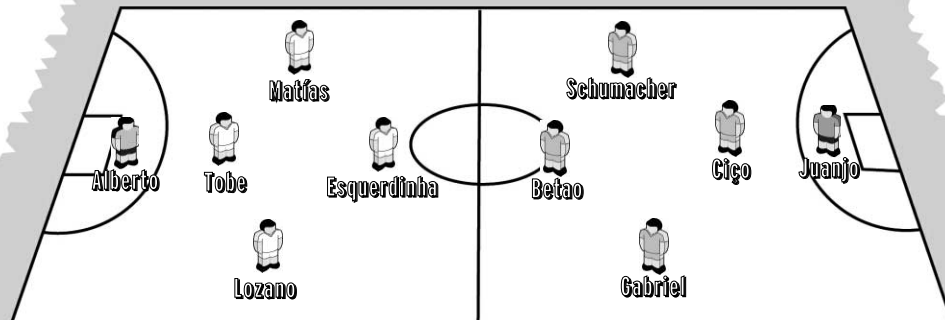 Matías
Schumacher
Alberto
Tobe
Esquerdinha
Betao
Ciço
Juanjo
Lozano
Gabriel